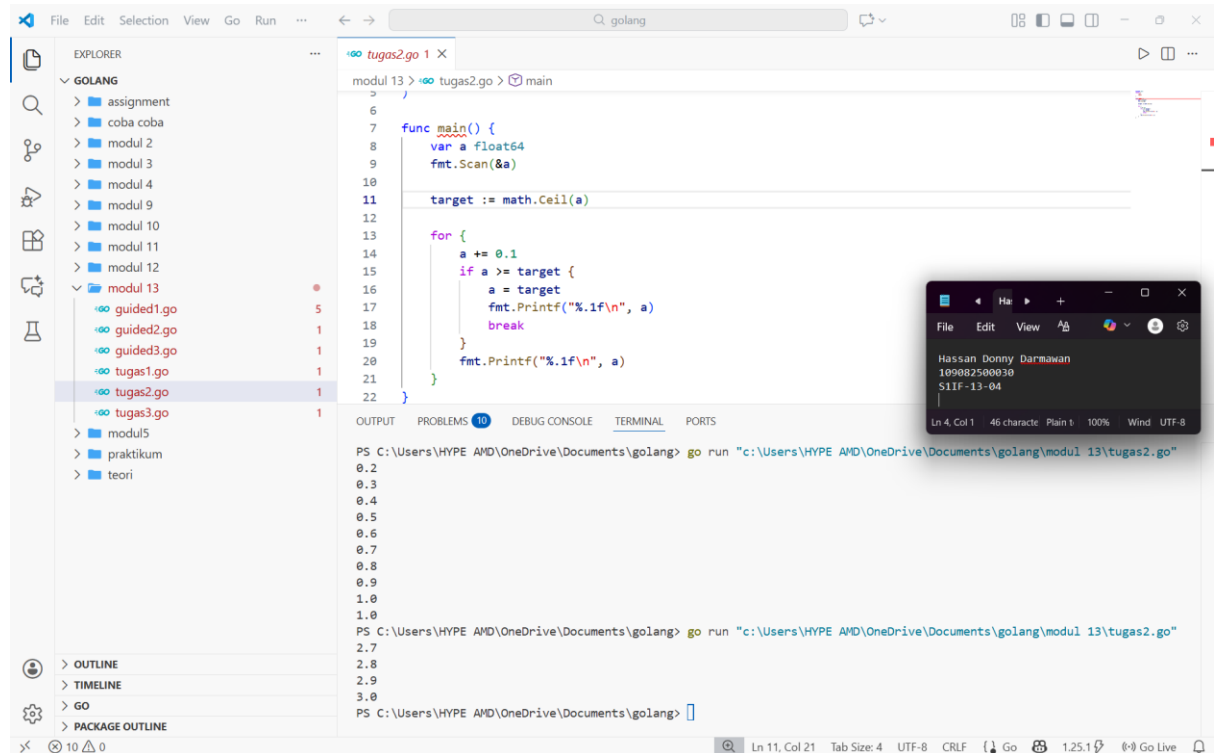 File Edit Selection View Go Run ...
golang
EXPLORER
GOLANG
assignment
coba coba
modul 2
modul 3
modul 4
modul 9
modul 10
modul 11
modul 12
modul 13
guided1.go 5
guided2.go 1
guided3.go 1
tugas1.go 1
tugas2.go 1
tugas3.go 1
modul5
praktikum
teori
OUTLINE
TIMELINE
GO
PACKAGE OUTLINE
tugas2.go 1
modul 13 > tugas2.go > main
5 )
6
7 func main() {
8 var a float64
9 fmt.Scan(&a)
10
11 target := math.Ceil(a)
12
13 for {
14 a += 0.1
15 if a >= target {
16 a = target
17 fmt.Printf("%.1f\n", a)
18 break
19 }
20 fmt.Printf("%.1f\n", a)
21 }
22 }
Has
File Edit View
Hassan Donny Darmawan
109082500030
S1IF-13-04
Ln 4, Col 1 46 characte Plain t 100% Wind UTF-8
OUTPUT PROBLEMS 10 DEBUG CONSOLE TERMINAL PORTS
PS C:\Users\HYPE AMD\OneDrive\Documents\golang> go run "c:\Users\HYPE AMD\OneDrive\Documents\golang\modul 13\tugas2.go"
0.2
0.3
0.4
0.5
0.6
0.7
0.8
0.9
1.0
1.0
PS C:\Users\HYPE AMD\OneDrive\Documents\golang> go run "c:\Users\HYPE AMD\OneDrive\Documents\golang\modul 13\tugas2.go"
2.7
2.8
2.9
3.0
PS C:\Users\HYPE AMD\OneDrive\Documents\golang>
10 0 Ln 11, Col 21 Tab Size: 4 UTF-8 CRLF Go 1.25.1 Go Live